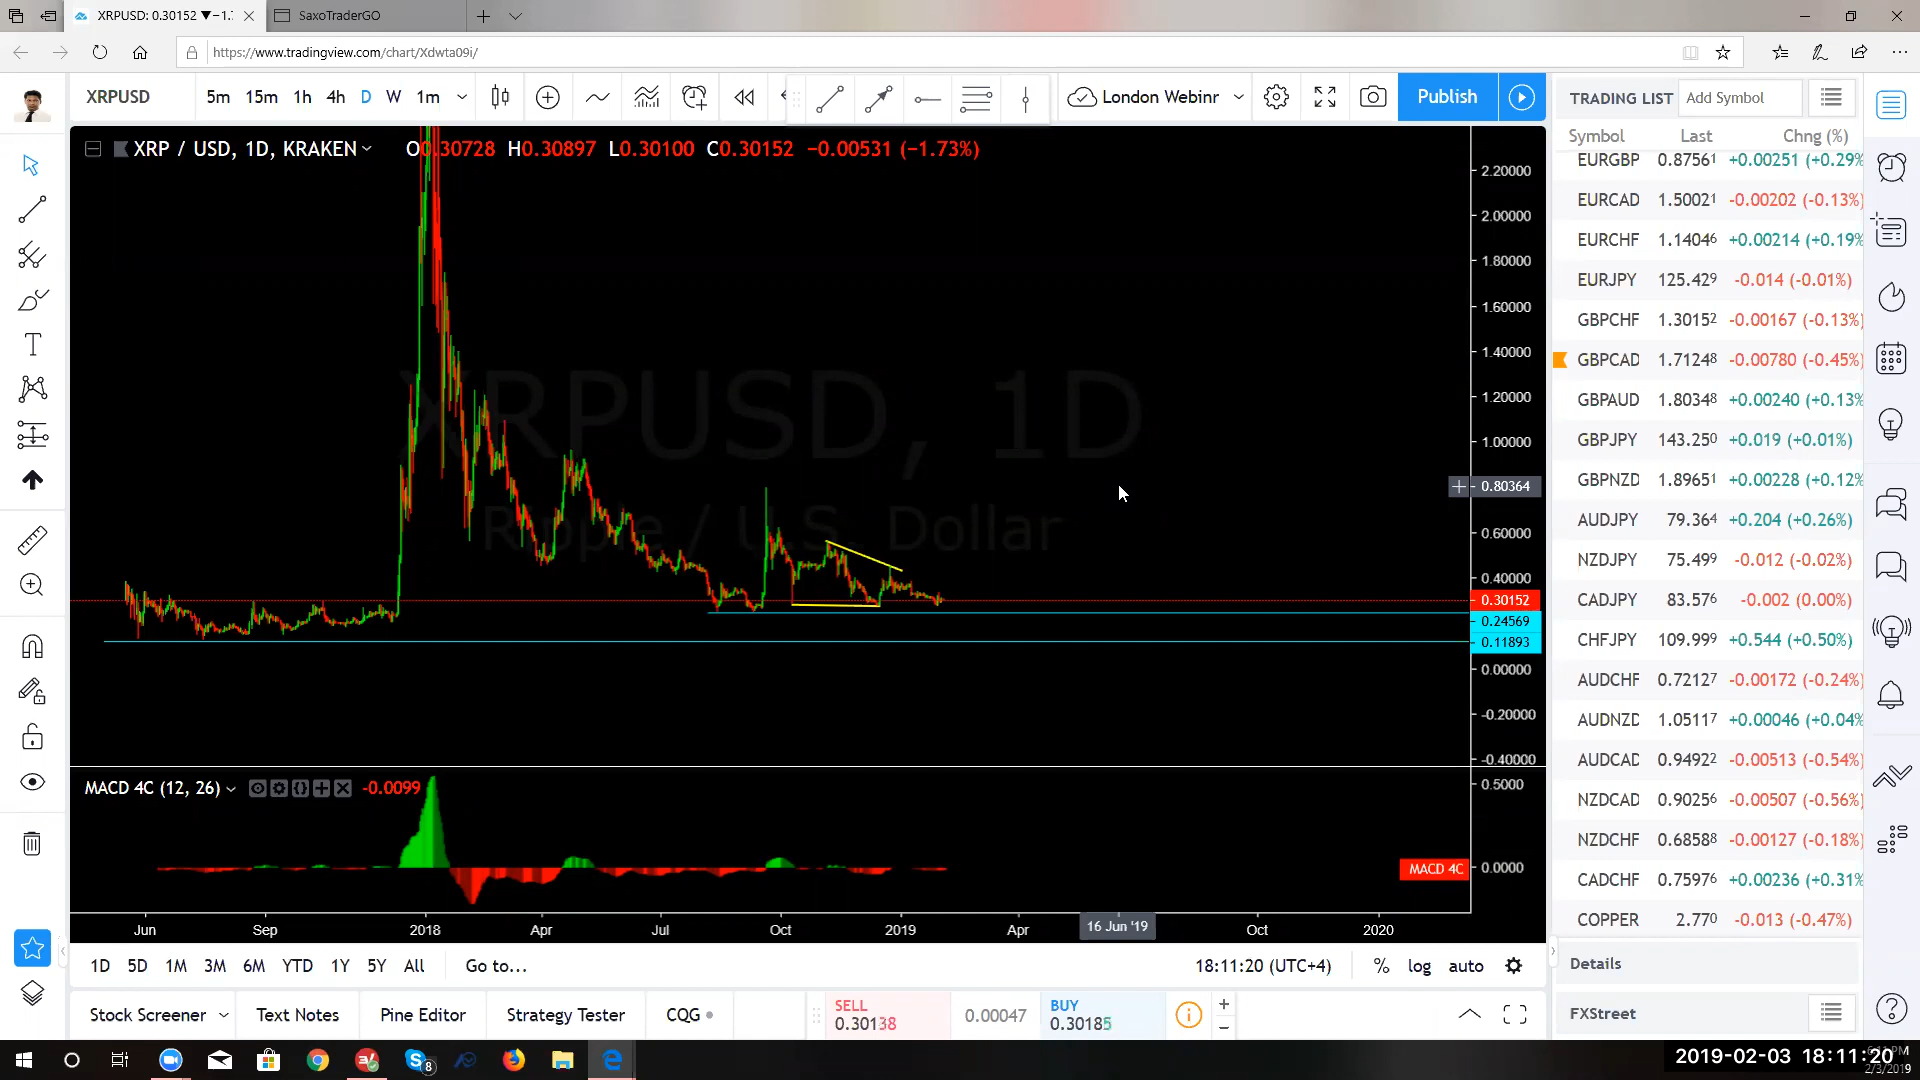 XRPUSD: 0.30152 ▼−1.7
SaxoTraderGO
https://www.tradingview.com/chart/Xdwta09i/
XRPUSD 5m 15m 1h 4h D W 1m London Webinr Publish
TRADING LIST Add Symbol
Symbol Last Chng (%)
XRP / USD, 1D, KRAKEN O0.30728 H0.30897 L0.30100 C0.30152 −0.00531 (−1.73%)
XRPUSD, 1D
Ripple / U.S. Dollar
2.20000
2.00000
1.80000
1.60000
1.40000
1.20000
1.00000
0.80364
0.60000
0.40000
0.30152
0.24569
0.11893
0.00000
-0.20000
-0.40000
MACD 4C (12, 26) -0.0099
0.5000
MACD 4C 0.0000
Jun Sep 2018 Apr Jul Oct 2019 Apr 16 Jun '19 Oct 2020
1D 5D 1M 3M 6M YTD 1Y 5Y All Go to... 18:11:20 (UTC+4) % log auto
Stock Screener Text Notes Pine Editor Strategy Tester CQG
SELL
0.30138
0.00047
BUY
0.30185
EURGBP 0.87561 +0.00251 (+0.29%
EURCAD 1.50021 -0.00202 (-0.13%)
EURCHF 1.14046 +0.00214 (+0.19%
EURJPY 125.429 -0.014 (-0.01%)
GBPCHF 1.30152 -0.00167 (-0.13%)
GBPCAD 1.71248 -0.00780 (-0.45%)
GBPAUD 1.80348 +0.00240 (+0.13%
GBPJPY 143.250 +0.019 (+0.01%)
GBPNZD 1.89651 +0.00228 (+0.12%
AUDJPY 79.364 +0.204 (+0.26%)
NZDJPY 75.499 -0.012 (-0.02%)
CADJPY 83.576 -0.002 (0.00%)
CHFJPY 109.999 +0.544 (+0.50%)
AUDCHF 0.72127 -0.00172 (-0.24%)
AUDNZD 1.05117 +0.00046 (+0.04%
AUDCAD 0.94922 -0.00513 (-0.54%)
NZDCAD 0.90256 -0.00507 (-0.56%)
NZDCHF 0.68588 -0.00127 (-0.18%)
CADCHF 0.75976 +0.00236 (+0.31%
COPPER 2.770 -0.013 (-0.47%)
Details
FXStreet
8
2019-02-03 18:11:20
2/3/2019